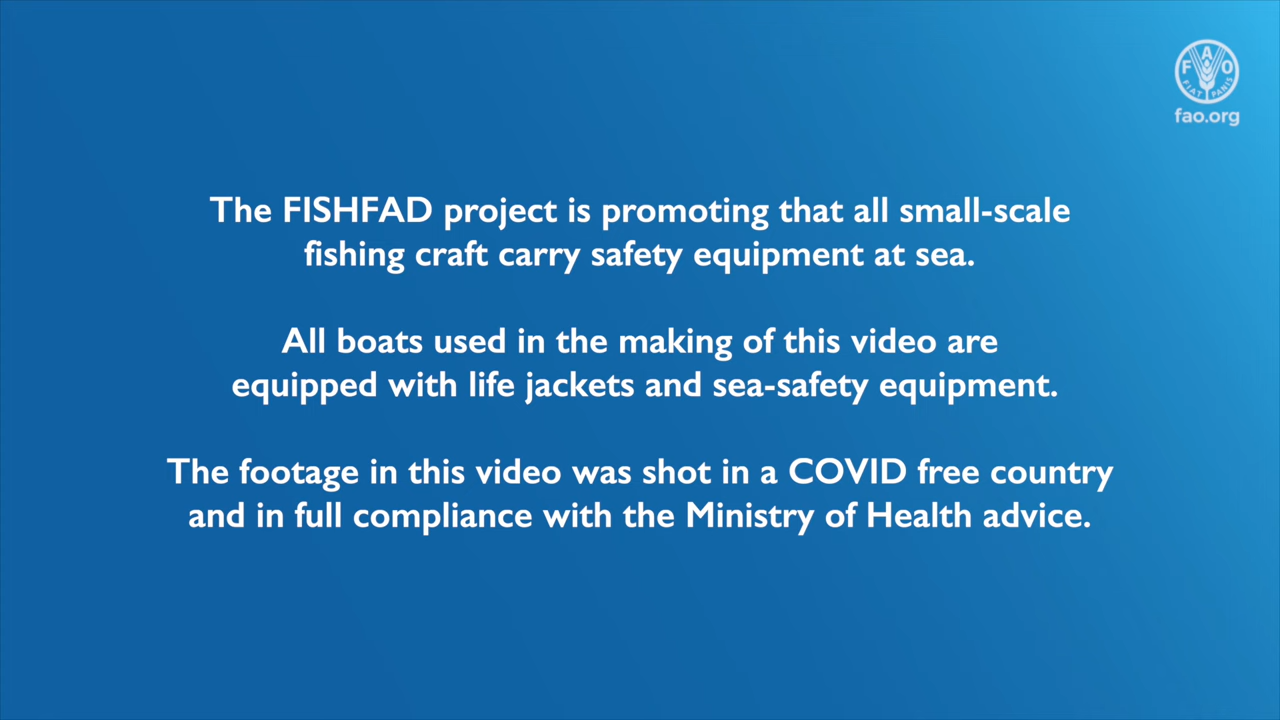 F A O
FIAT PANIS
fao.org
The FISHFAD project is promoting that all small-scale
fishing craft carry safety equipment at sea.
All boats used in the making of this video are
equipped with life jackets and sea-safety equipment.
The footage in this video was shot in a COVID free country
and in full compliance with the Ministry of Health advice.